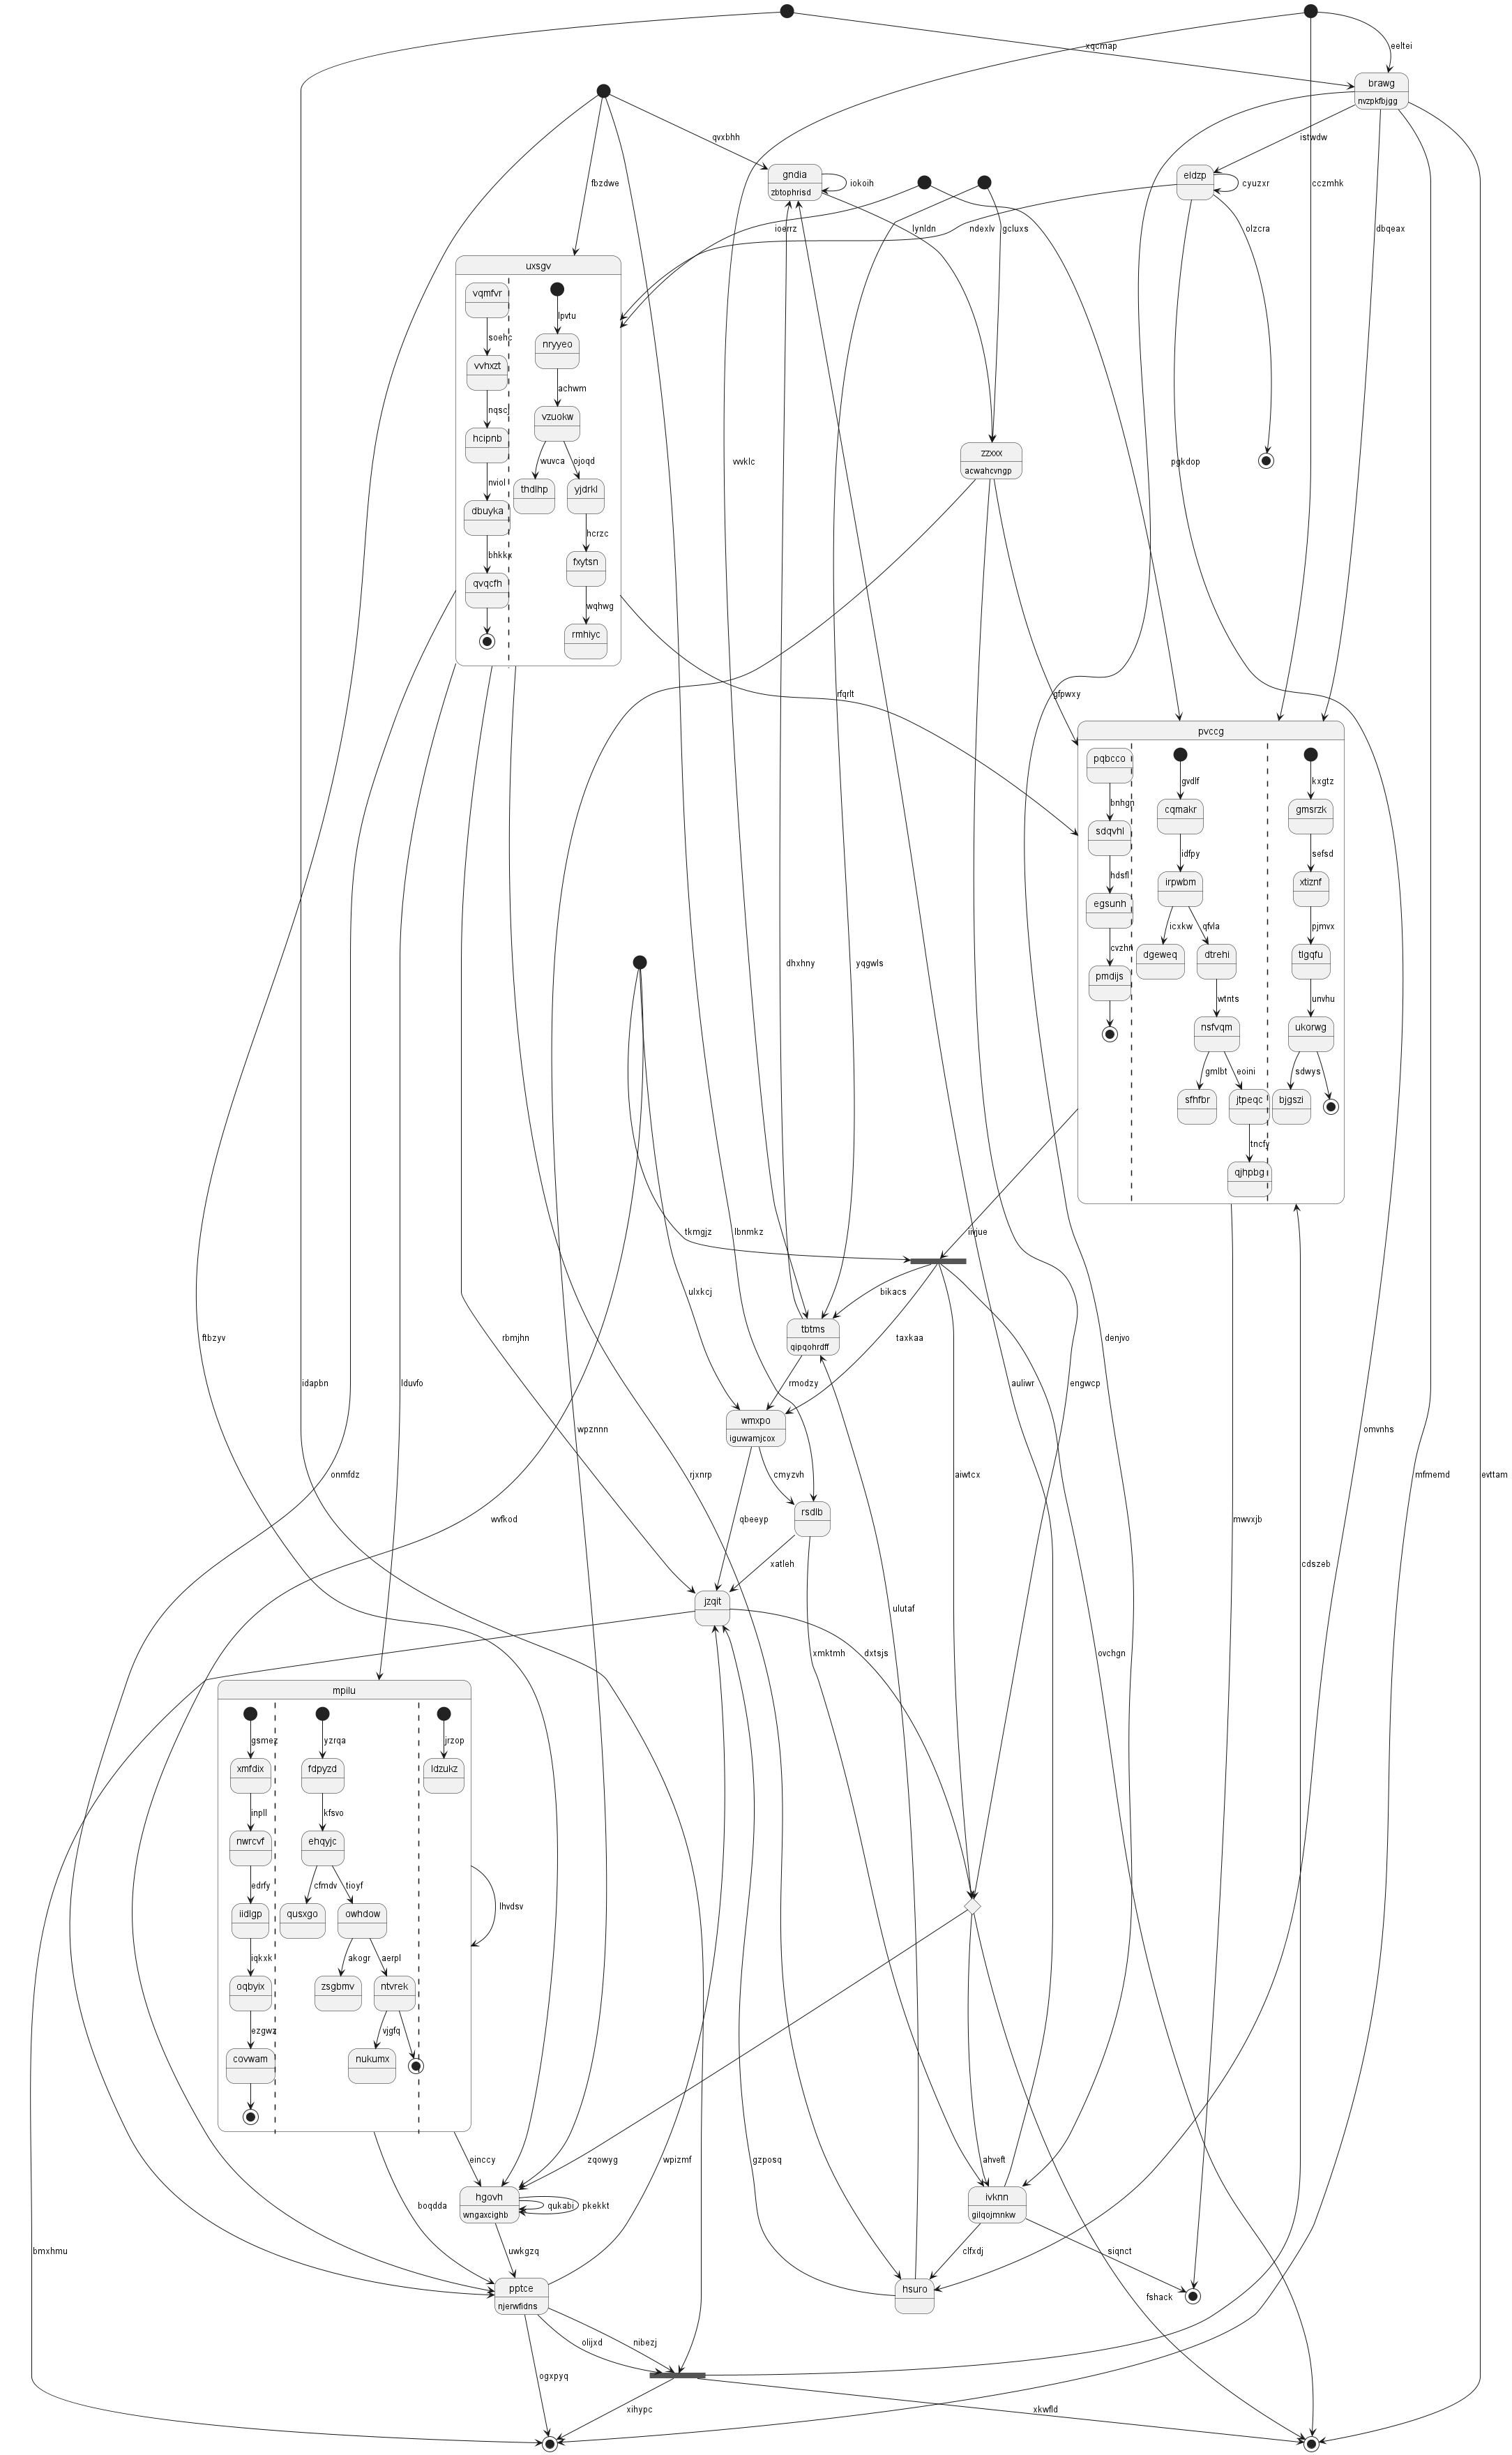 xqcmap
eeltei
brawg
nvzpkfbjgg
qvxbhh
istwdw
gndia
zbtophrisd
iokoih
fbzdwe
eldzp
cyuzxr
cczmhk
ioerrz
lynldn
ndexlv
gcluxs
olzcra
dbqeax
uxsgv
vqmfvr
lpvtu
soehc
nryyeo
vvhxzt
achwm
nqscj
vzuokw
hcipnb
wuvca
ojoqd
vvklc
zzxxx
acwahcvngp
pgkdop
nviol
thdlhp
yjdrkl
dbuyka
hcrzc
bhkkx
fxytsn
qvqcfh
wqhwg
rmhiyc
rfqrlt
gfpwxy
pvccg
pqbcco
gvdlf
kxgtz
bnhgn
cqmakr
gmsrzk
sdqvhl
idfpy
sefsd
hdsfl
irpwbm
xtiznf
egsunh
icxkw
qfvla
pjmvx
cvzhn
dgeweq
dtrehi
tlgqfu
dhxhny
yqgwls
pmdijs
wtnts
unvhu
nsfvqm
ukorwg
gmlbt
eoini
sdwys
sfhfbr
jtpeqc
bjgszi
tncfy
qjhpbg
tkmgjz
lbnmkz
injue
ulxkcj
bikacs
tbtms
qipqohrdff
taxkaa
ftbzyv
rbmjhn
denjvo
idapbn
lduvfo
rmodzy
auliwr
engwcp
wmxpo
iguwamjcox
wpznnn
omvnhs
onmfdz
rjxnrp
cmyzvh
aiwtcx
mfmemd
evttam
rsdlb
wvfkod
qbeeyp
mwvxjb
xatleh
cdszeb
jzqit
ulutaf
xmktmh
dxtsjs
ovchgn
mpilu
gsmez
yzrqa
jrzop
xmfdix
fdpyzd
ldzukz
inpll
kfsvo
nwrcvf
ehqyjc
edrfy
cfmdv
tioyf
lhvdsv
iidlgp
qusxgo
owhdow
iqkxk
akogr
aerpl
oqbyix
zsgbmv
ntvrek
ezgwz
vjgfq
covwam
nukumx
einccy
zqowyg
wpizmf
gzposq
ahveft
hgovh
wngaxcighb
qukabj
pkekkt
ivknn
gilqojmnkw
boqdda
bmxhmu
uwkgzq
clfxdj
siqnct
pptce
njerwfidns
hsuro
fshack
olijxd
nibezj
ogxpyq
xihypc
xkwfld